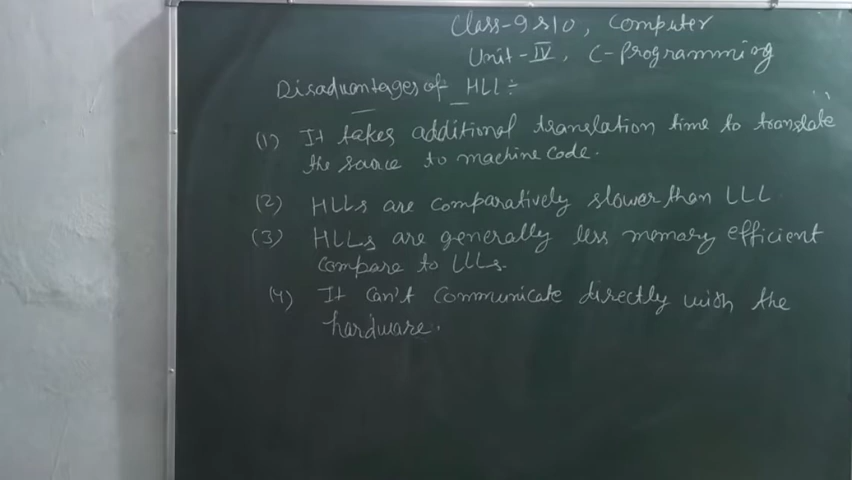 Class-9 & 10, Computer
Unit-IV, C-Programming
Disadvantages of HLL ÷
(1) It takes additional translation time to translate
the source to machine code.
(2) HLLs are comparatively slower than LLL
(3) HLLs are generally less memory efficient
compare to LLLs.
(4) It can't communicate directly with the
hardware.